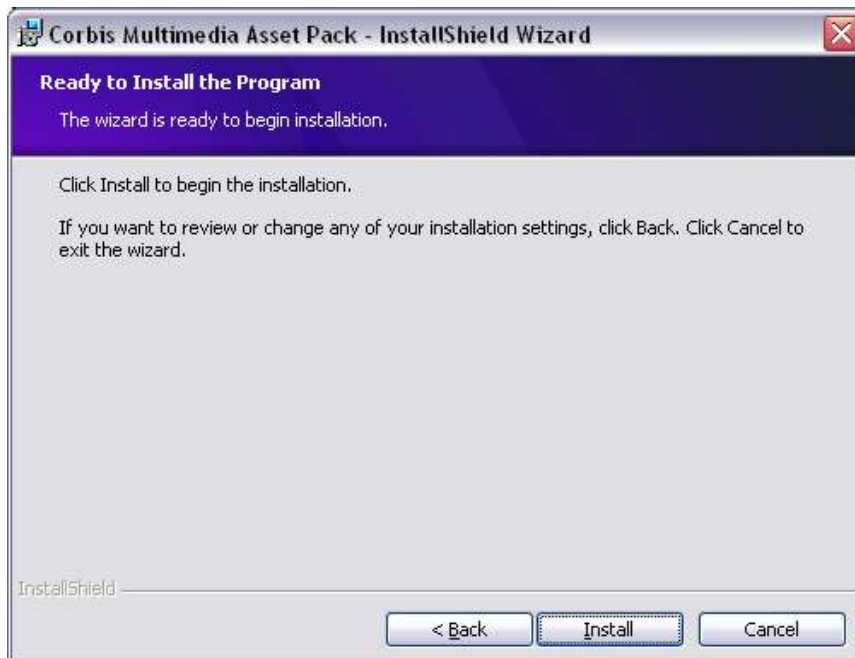 Corbis Multimedia Asset Pack - InstallShield Wizard
Ready to Install the Program
The wizard is ready to begin installation.
Click Install to begin the installation.
If you want to review or change any of your installation settings, click Back. Click Cancel to
exit the wizard.
InstallShield
< Back Install Cancel